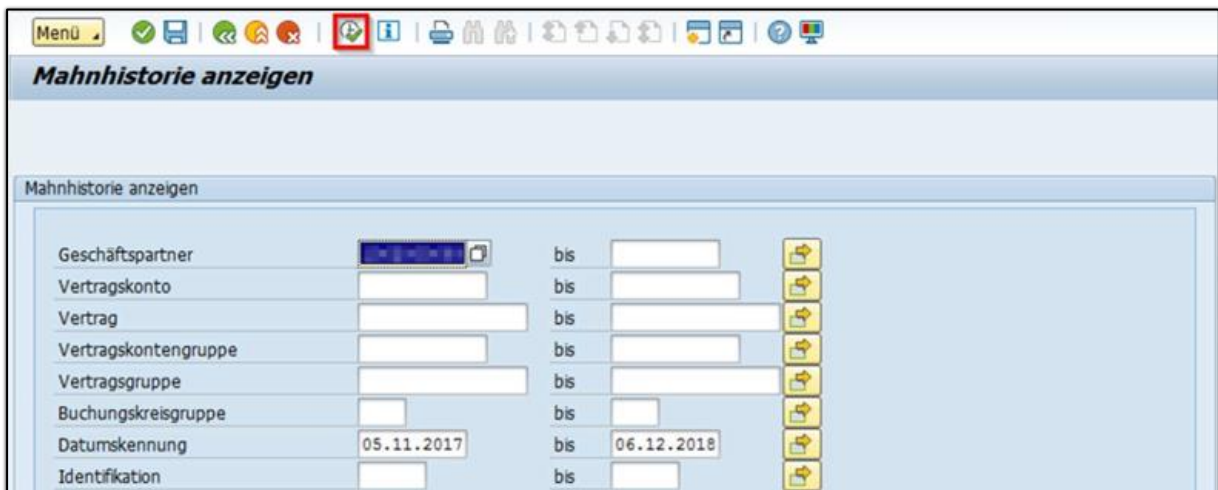 Menü
Mahnhistorie anzeigen
Mahnhistorie anzeigen
Geschäftspartner bis
Vertragskonto bis
Vertrag bis
Vertragskontengruppe bis
Vertragsgruppe bis
Buchungskreisgruppe bis
Datumskennung 05.11.2017 bis 06.12.2018
Identifikation bis